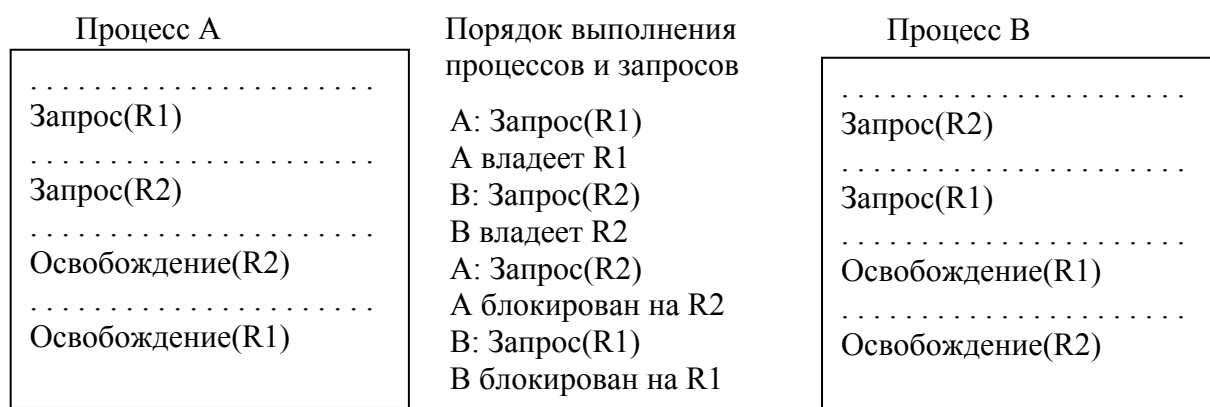 Процесс A
. . . . . . . . . . . . . . . . . . . . . .
Запрос(R1)
. . . . . . . . . . . . . . . . . . . . . .
Запрос(R2)
. . . . . . . . . . . . . . . . . . . . . .
Освобождение(R2)
. . . . . . . . . . . . . . . . . . . . . .
Освобождение(R1)
Порядок выполнения
процессов и запросов
A: Запрос(R1)
A владеет R1
B: Запрос(R2)
B владеет R2
A: Запрос(R2)
A блокирован на R2
B: Запрос(R1)
B блокирован на R1
Процесс B
. . . . . . . . . . . . . . . . . . . . . .
Запрос(R2)
. . . . . . . . . . . . . . . . . . . . . .
Запрос(R1)
. . . . . . . . . . . . . . . . . . . . . .
Освобождение(R1)
. . . . . . . . . . . . . . . . . . . . . .
Освобождение(R2)